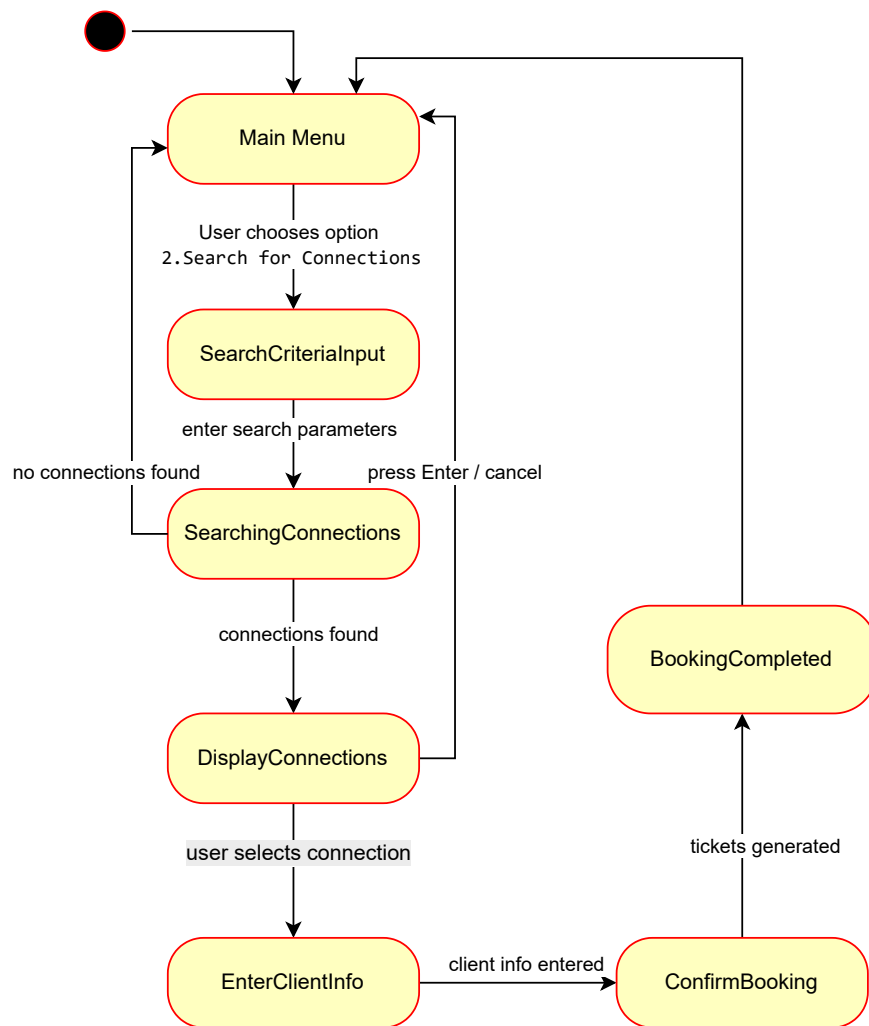 Main Menu
User chooses option
2.Search for Connections
SearchCriteriaInput
enter search parameters
no connections found
press Enter / cancel
SearchingConnections
connections found
BookingCompleted
DisplayConnections
user selects connection
tickets generated
EnterClientInfo
client info entered
ConfirmBooking